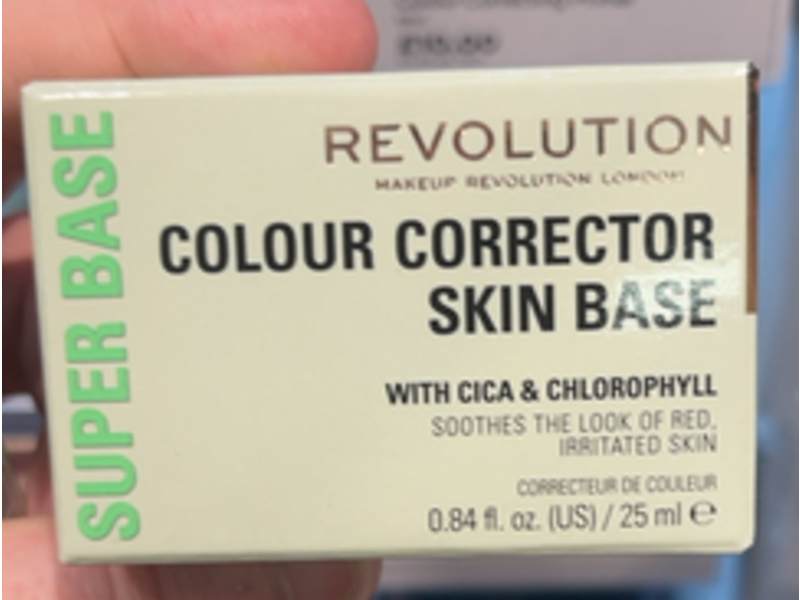 SUPER BASE
REVOLUTION
MAKEUP REVOLUTION LONDON
COLOUR CORRECTOR
SKIN BASE
WITH CICA & CHLOROPHYLL
SOOTHES THE LOOK OF RED,
IRRITATED SKIN
CORRECTEUR DE COULEUR
0.84 fl. oz. (US) / 25 ml ℮